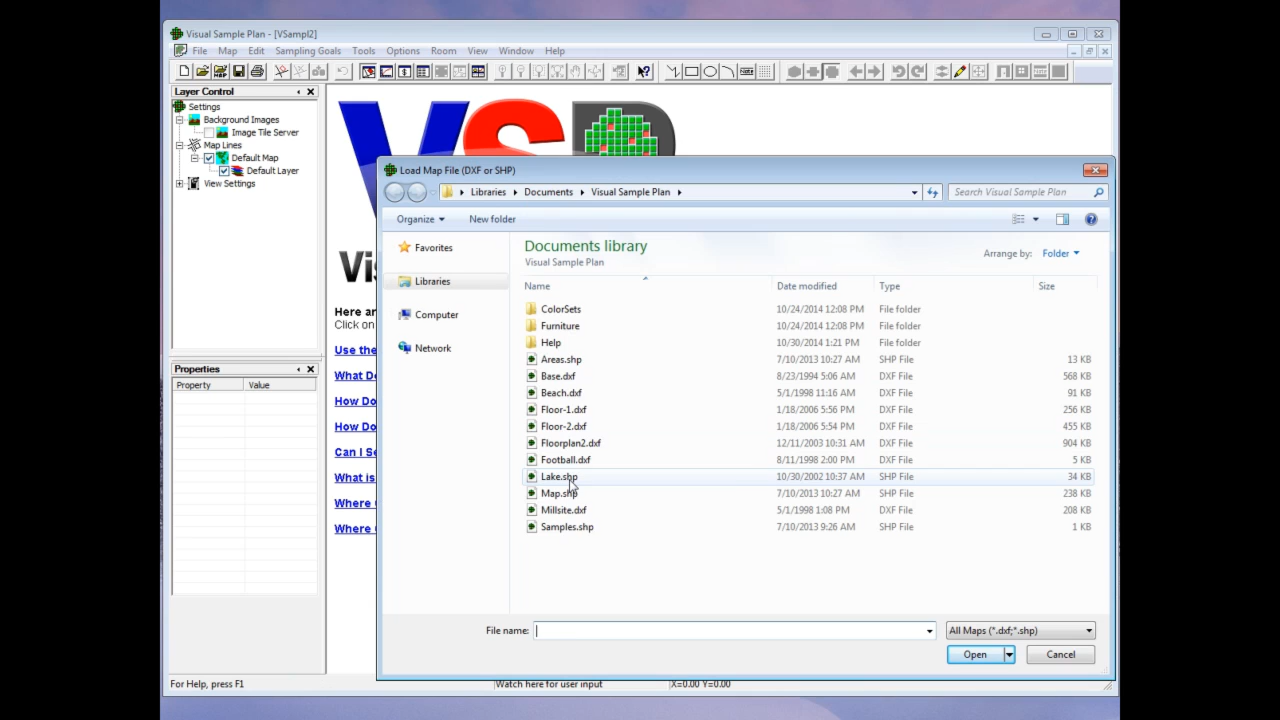 Visual Sample Plan - [VSampl2]
File Map Edit Sampling Goals Tools Options Room View Window Help
Layer Control
Settings
Background Images
Image Tile Server
Map Lines
Default Map
Default Layer
View Settings
Properties
Property Value
VSP
Vis
Here ar
Click on
Use the
What D
How Do
How Do
Can I Se
What is
Where
Where
Load Map File (DXF or SHP)
Libraries Documents Visual Sample Plan
Search Visual Sample Plan
Organize New folder
Favorites
Libraries
Computer
Network
Documents library
Visual Sample Plan
Arrange by: Folder
Name Date modified Type Size
ColorSets 10/24/2014 12:08 PM File folder
Furniture 10/24/2014 12:08 PM File folder
Help 10/30/2014 1:21 PM File folder
Areas.shp 7/10/2013 10:27 AM SHP File 13 KB
Base.dxf 8/23/1994 5:06 AM DXF File 568 KB
Beach.dxf 5/1/1998 11:16 AM DXF File 91 KB
Floor-1.dxf 1/18/2006 5:56 PM DXF File 256 KB
Floor-2.dxf 1/18/2006 5:54 PM DXF File 455 KB
Floorplan2.dxf 12/11/2003 10:31 AM DXF File 904 KB
Football.dxf 8/11/1998 2:00 PM DXF File 5 KB
Lake.shp 10/30/2002 10:37 AM SHP File 34 KB
Map.shp 7/10/2013 10:27 AM SHP File 238 KB
Millsite.dxf 5/1/1998 1:08 PM DXF File 208 KB
Samples.shp 7/10/2013 9:26 AM SHP File 1 KB
File name:
All Maps (*.dxf;*.shp)
Open Cancel
For Help, press F1 Watch here for user input X=0.00 Y=0.00